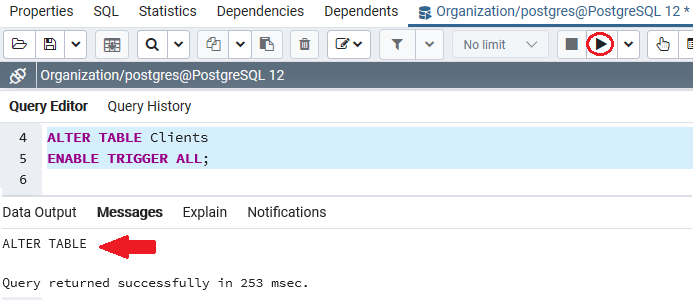 Properties SQL Statistics Dependencies Dependents Organization/postgres@PostgreSQL 12 *
No limit
Organization/postgres@PostgreSQL 12
Query Editor Query History
4 ALTER TABLE Clients
5 ENABLE TRIGGER ALL;
6
Data Output Messages Explain Notifications
ALTER TABLE
Query returned successfully in 253 msec.